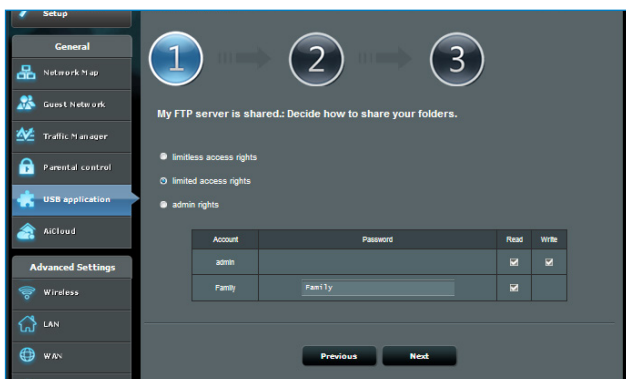 Setup
General
Network Map
Guest Network
Traffic Manager
Parental control
USB application
AiCloud
Advanced Settings
Wireless
LAN
WAN
1 2 3
My FTP server is shared.: Decide how to share your folders.
limitless access rights
limited access rights
admin rights
Account Password Read Write
admin
Family Family
Previous Next